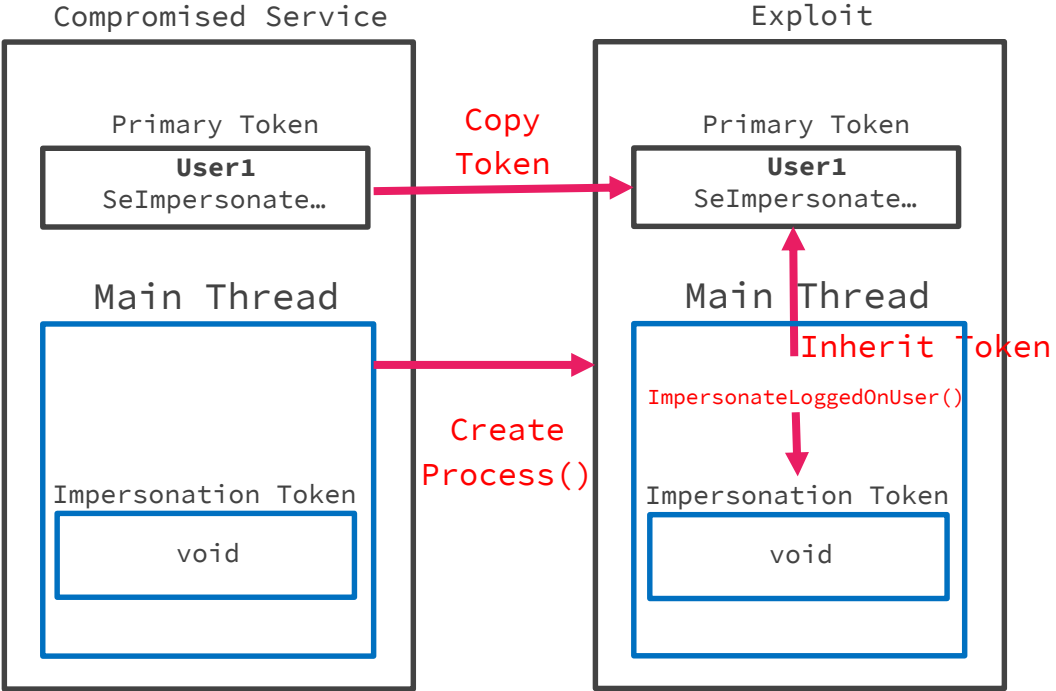 Compromised Service
Exploit
Primary Token
User1
SeImpersonate…
Copy
Token
Primary Token
User1
SeImpersonate…
Main Thread
Main Thread
Inherit Token
ImpersonateLoggedOnUser()
Create
Process()
Impersonation Token
void
Impersonation Token
void